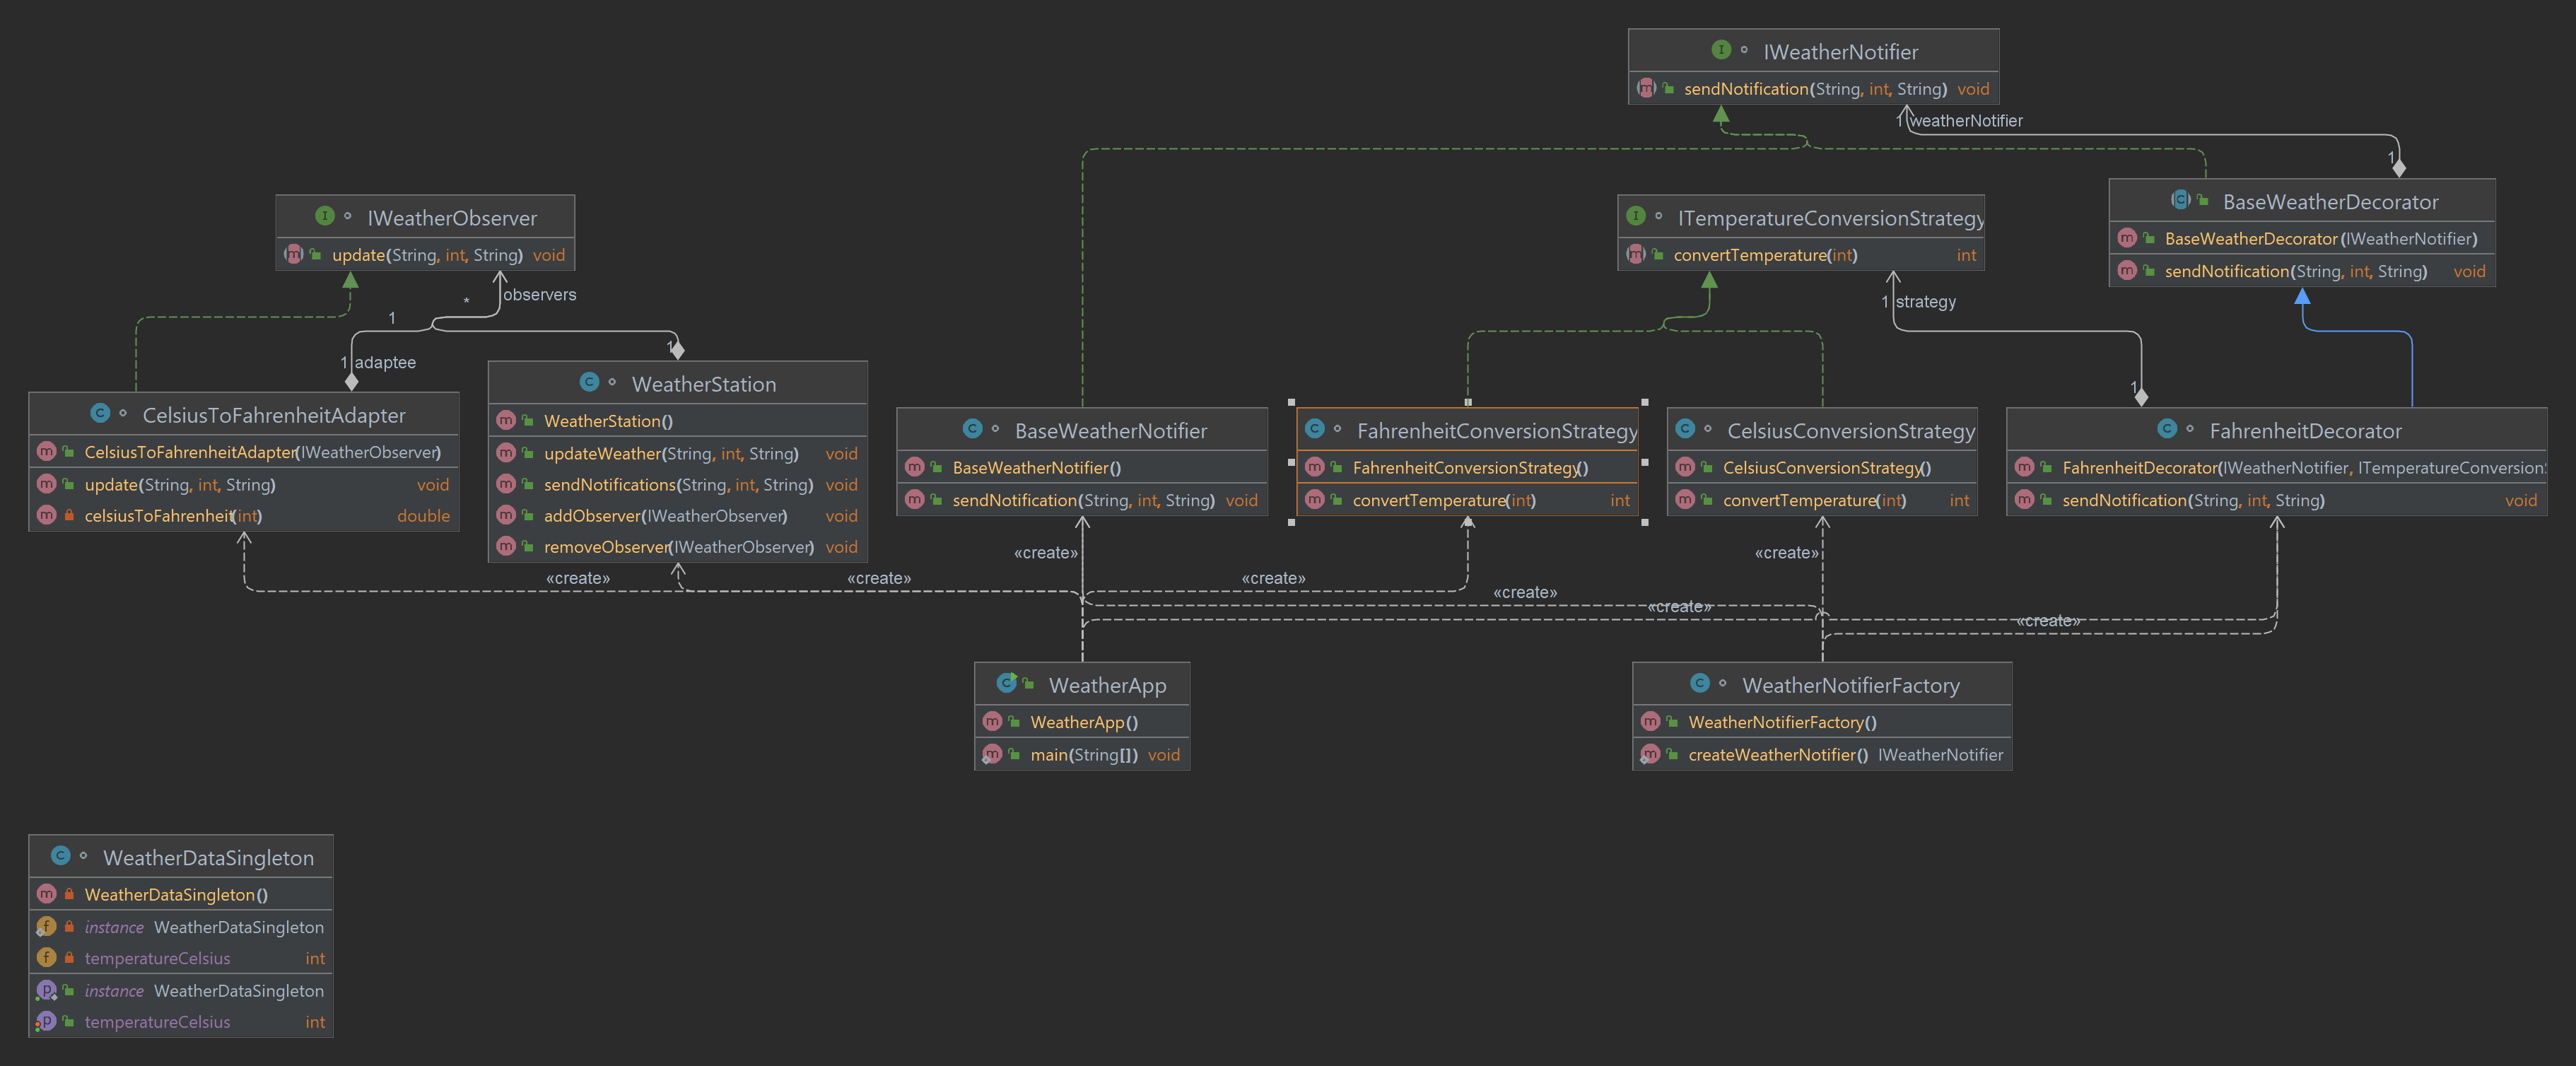 IWeatherNotifier
sendNotification(String, int, String) void
1 weatherNotifier
1
IWeatherObserver
update(String, int, String) void
* observers
1
1 adaptee
1
ITemperatureConversionStrategy
convertTemperature(int) int
1 strategy
1
BaseWeatherDecorator
BaseWeatherDecorator(IWeatherNotifier)
sendNotification(String, int, String) void
CelsiusToFahrenheitAdapter
CelsiusToFahrenheitAdapter(IWeatherObserver)
update(String, int, String) void
celsiusToFahrenheit(int) double
WeatherStation
WeatherStation()
updateWeather(String, int, String) void
sendNotifications(String, int, String) void
addObserver(IWeatherObserver) void
removeObserver(IWeatherObserver) void
BaseWeatherNotifier
BaseWeatherNotifier()
sendNotification(String, int, String) void
FahrenheitConversionStrategy
FahrenheitConversionStrategy()
convertTemperature(int) int
CelsiusConversionStrategy
CelsiusConversionStrategy()
convertTemperature(int) int
FahrenheitDecorator
FahrenheitDecorator(IWeatherNotifier, ITemperatureConversion
sendNotification(String, int, String) void
«create»
«create»
«create»
«create»
«create»
«create»
«create»
«create»
WeatherApp
WeatherApp()
main(String[]) void
WeatherNotifierFactory
WeatherNotifierFactory()
createWeatherNotifier() IWeatherNotifier
WeatherDataSingleton
WeatherDataSingleton()
instance WeatherDataSingleton
temperatureCelsius int
instance WeatherDataSingleton
temperatureCelsius int